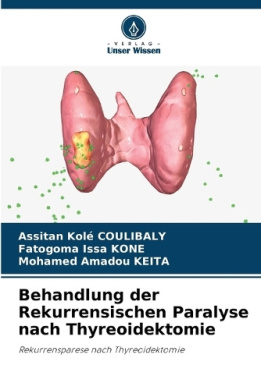 VERLAG
Unser Wissen
Assitan Kolé COULIBALY
Fatogoma Issa KONE
Mohamed Amadou KEITA
Behandlung der
Rekurrensischen Paralyse
nach Thyreoidektomie
Rekurrensparese nach Thyreoidektomie